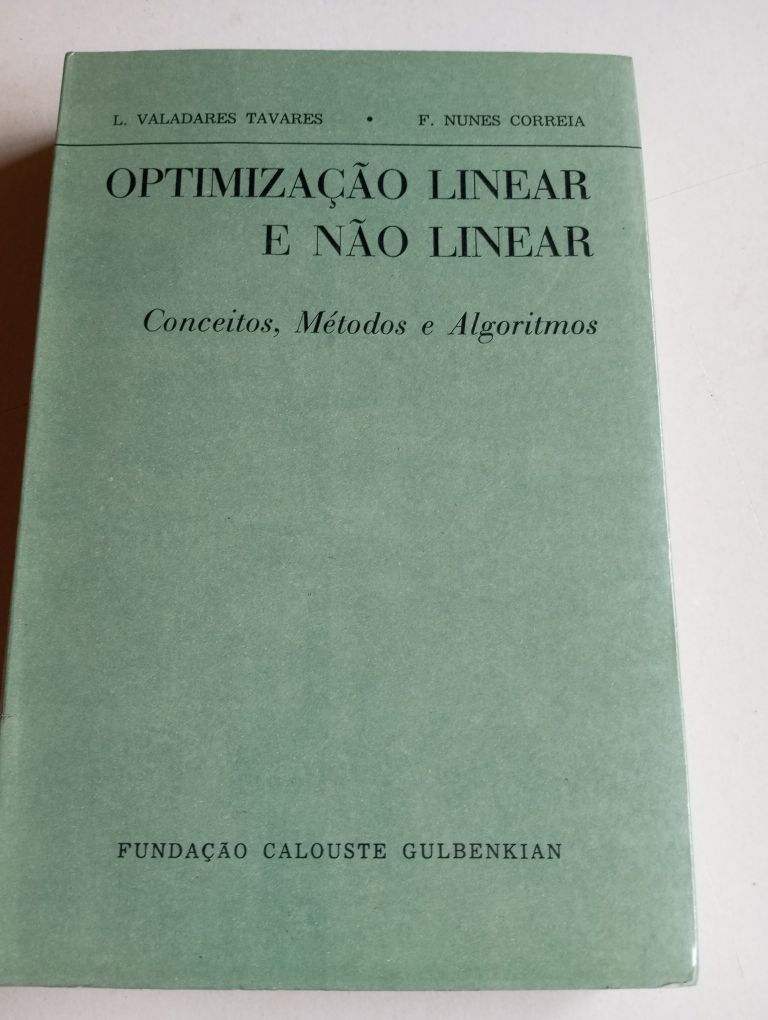 L. VALADARES TAVARES • F. NUNES CORREIA
OPTIMIZAÇÃO LINEAR
E NÃO LINEAR
Conceitos, Métodos e Algoritmos
FUNDAÇÃO CALOUSTE GULBENKIAN